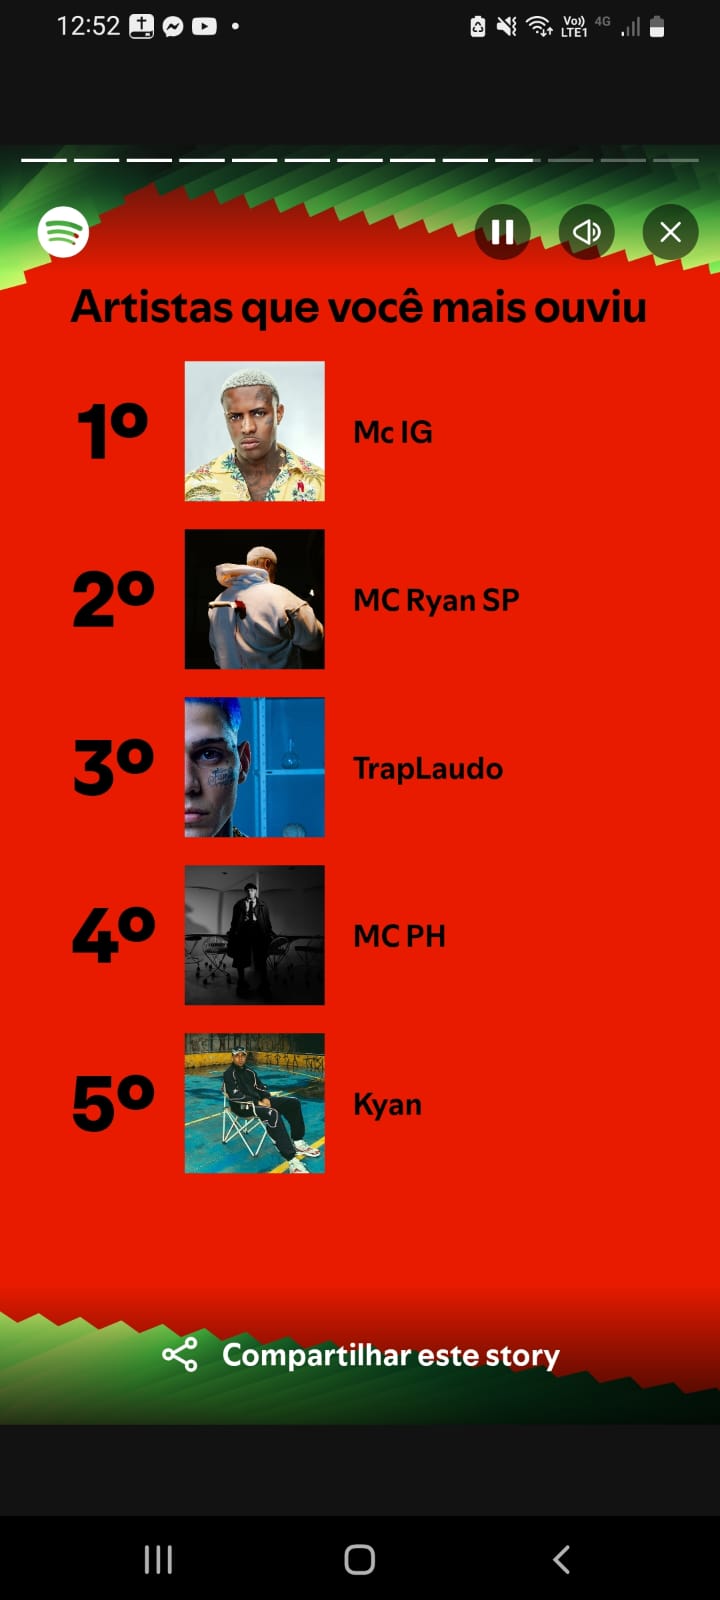 12:52
Vo)) 4G
LTE1
Artistas que você mais ouviu
1º
Mc IG
2º
MC Ryan SP
3º
TrapLaudo
4º
MC PH
5º
Kyan
Compartilhar este story